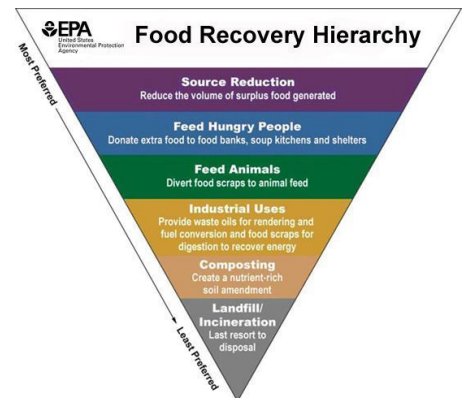 EPA
United States
Environmental Protection
Agency
Food Recovery Hierarchy
Most Preferred
Source Reduction
Reduce the volume of surplus food generated
Feed Hungry People
Donate extra food to food banks, soup kitchens and shelters
Feed Animals
Divert food scraps to animal feed
Industrial Uses
Provide waste oils for rendering and
fuel conversion and food scraps for
digestion to recover energy
Composting
Create a nutrient-rich
soil amendment
Landfill/
Incineration
Last resort to
disposal
Least Preferred